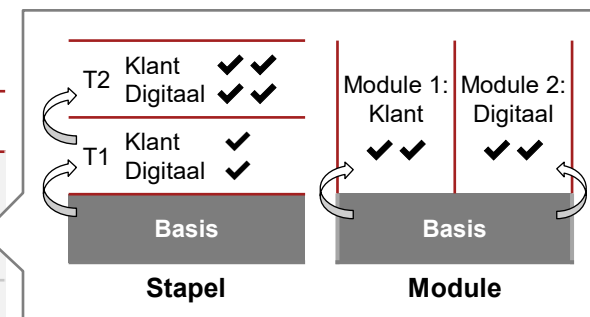 T2 Klant ✔✔
Digitaal ✔✔
T1 Klant ✔
Digitaal ✔
Basis
Stapel
Module 1:
Klant
✔✔
Module 2:
Digitaal
✔✔
Basis
Module